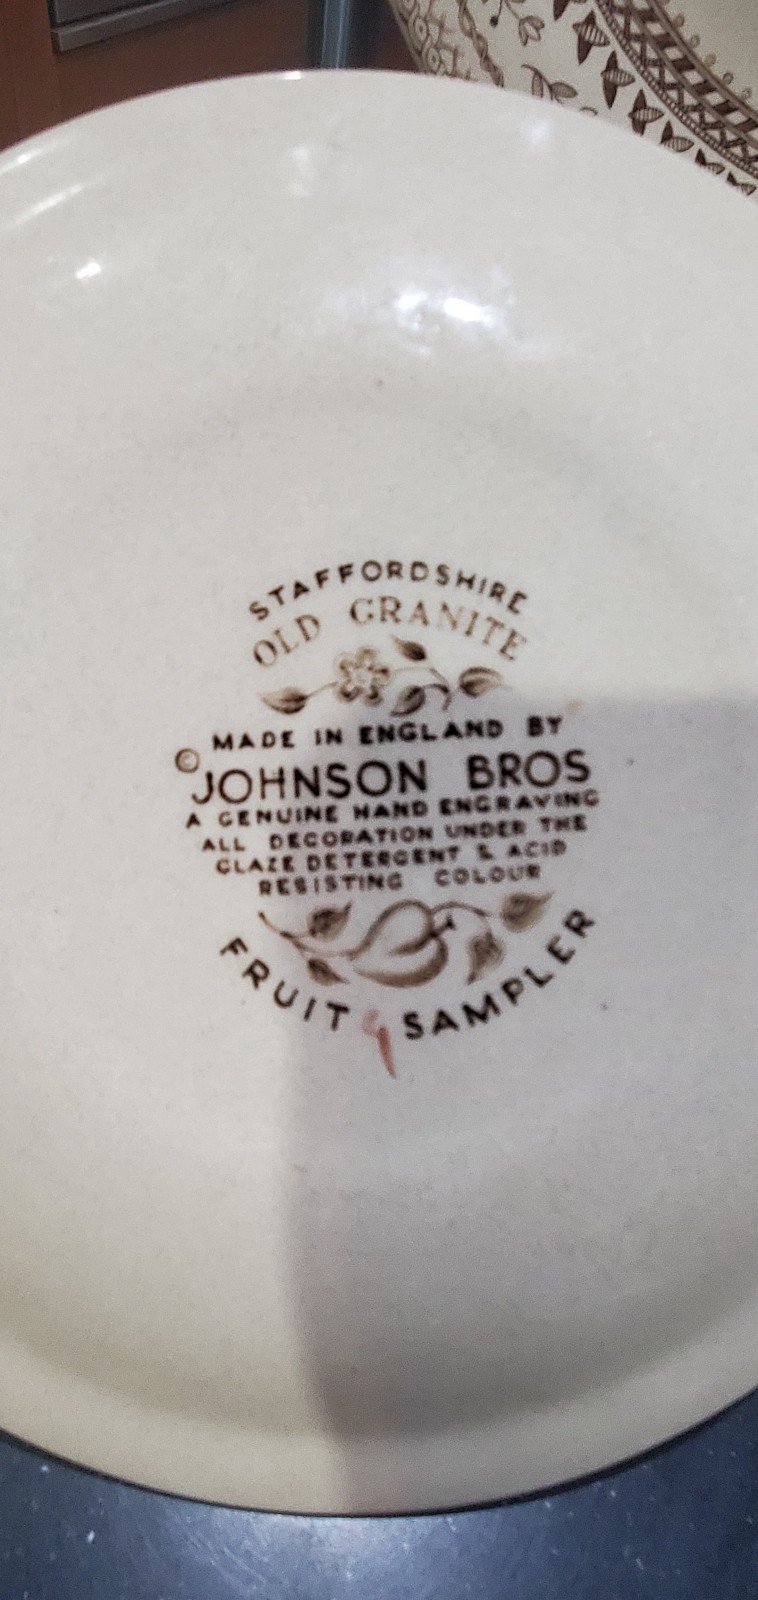 STAFFORDSHIRE
OLD GRANITE
MADE IN ENGLAND BY
© JOHNSON BROS
A GENUINE HAND ENGRAVING
ALL DECORATION UNDER THE
GLAZE DETERGENT & ACID
RESISTING COLOUR
FRUIT SAMPLER